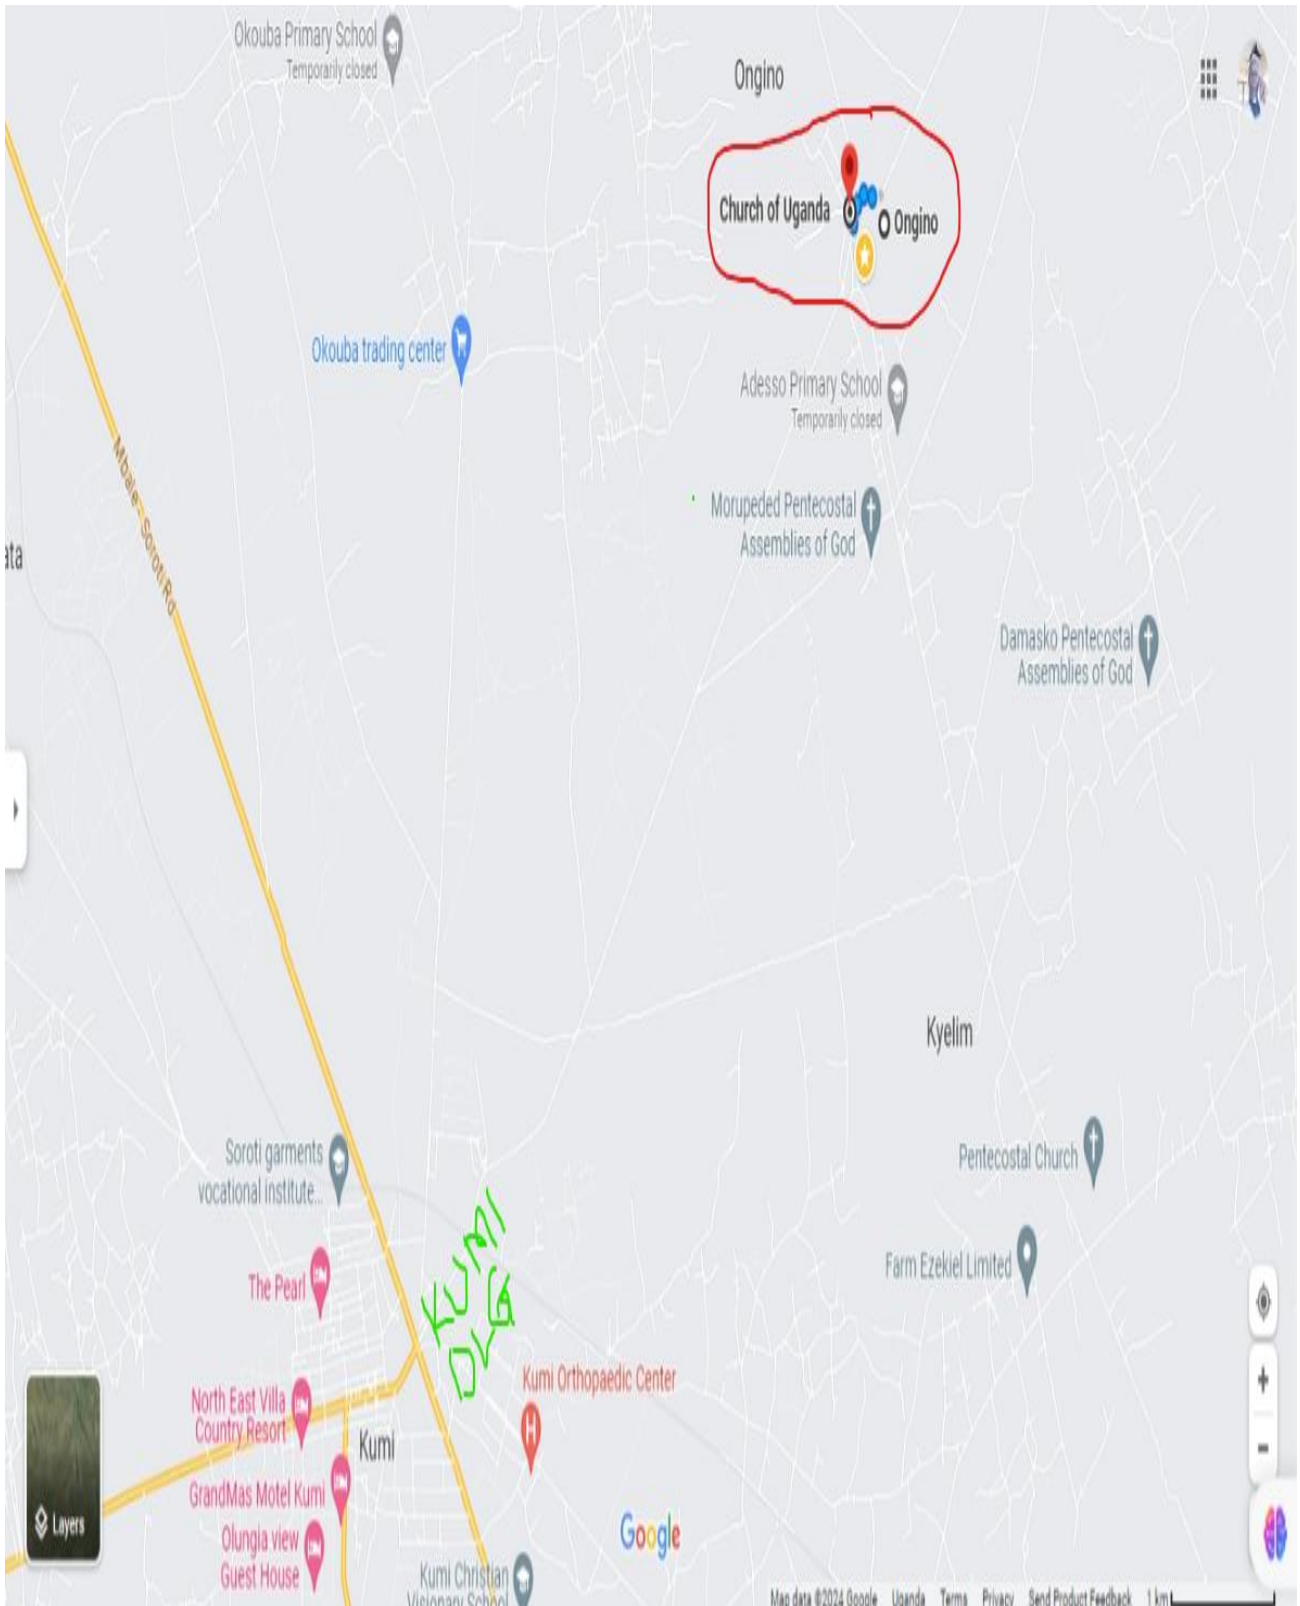 Okouba Primary School
Temporarily closed
Ongino
Church of Uganda
Ongino
Okouba trading center
Adesso Primary School
Temporarily closed
Mbale - Soroti Rd
Morupeded Pentecostal
Assemblies of God
ata
Damasko Pentecostal
Assemblies of God
Kyelim
Soroti garments
vocational institute...
Pentecostal Church
KUMI
DLG
The Pearl
Farm Ezekiel Limited
Kumi Orthopaedic Center
North East Villa
Country Resort
Kumi
GrandMas Motel Kumi
Layers
Olungia view
Guest House
Google
Kumi Christian
Visionary School
Map data ©2024 Google Uganda Terms Privacy Send Product Feedback 1 km